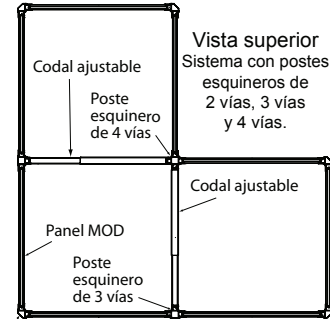 Vista superior
Sistema con postes
esquineros de
2 vías, 3 vías
y 4 vías.
Codal ajustable
Poste
esquinero
de 4 vías
Codal ajustable
Panel MOD
Poste
esquinero
de 3 vías